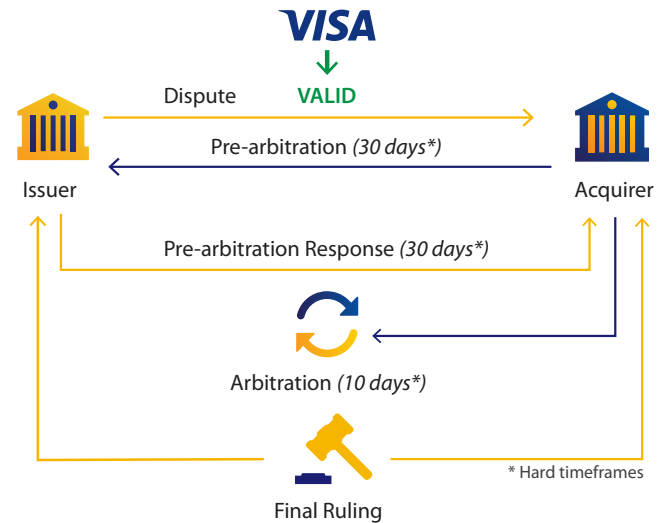 VISA
Dispute VALID
Pre-arbitration (30 days*)
Issuer
Acquirer
Pre-arbitration Response (30 days*)
Arbitration (10 days*)
* Hard timeframes
Final Ruling